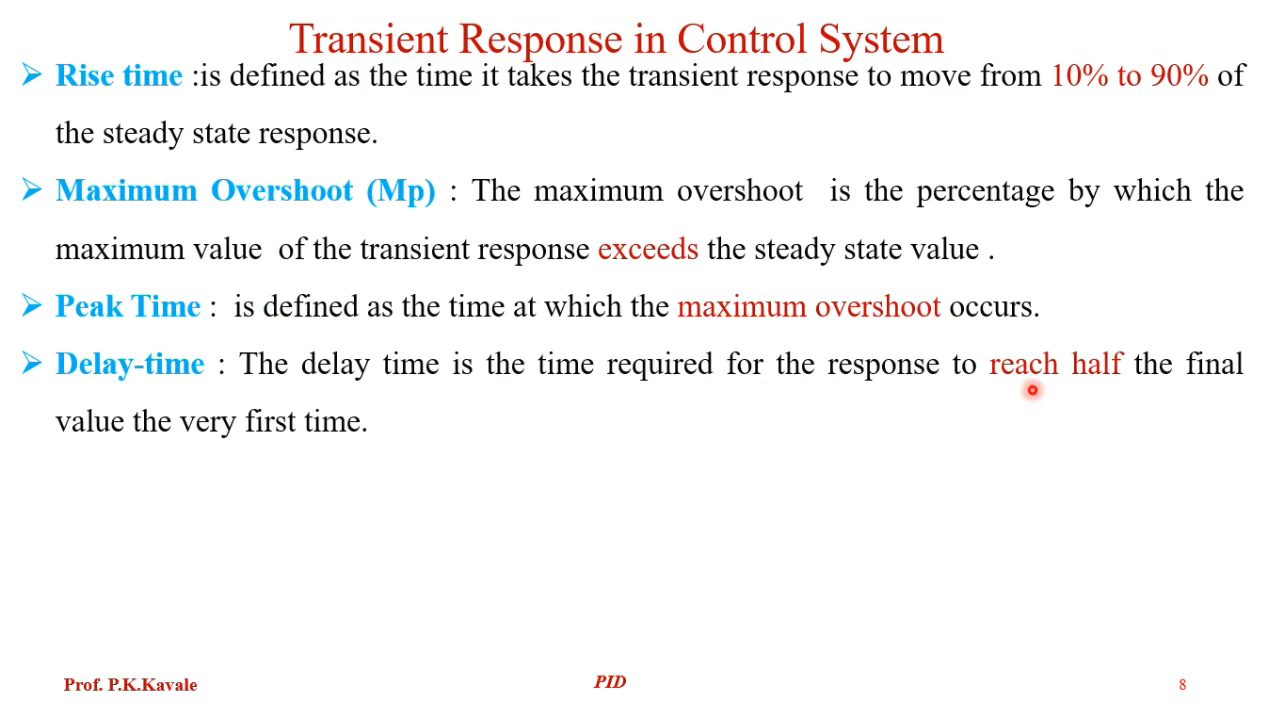 Transient Response in Control System
➢ Rise time :is defined as the time it takes the transient response to move from 10% to 90% of
the steady state response.
➢ Maximum Overshoot (Mp) : The maximum overshoot is the percentage by which the
maximum value of the transient response exceeds the steady state value .
➢ Peak Time : is defined as the time at which the maximum overshoot occurs.
➢ Delay-time : The delay time is the time required for the response to reach half the final
value the very first time.
Prof. P.K.Kavale PID 8